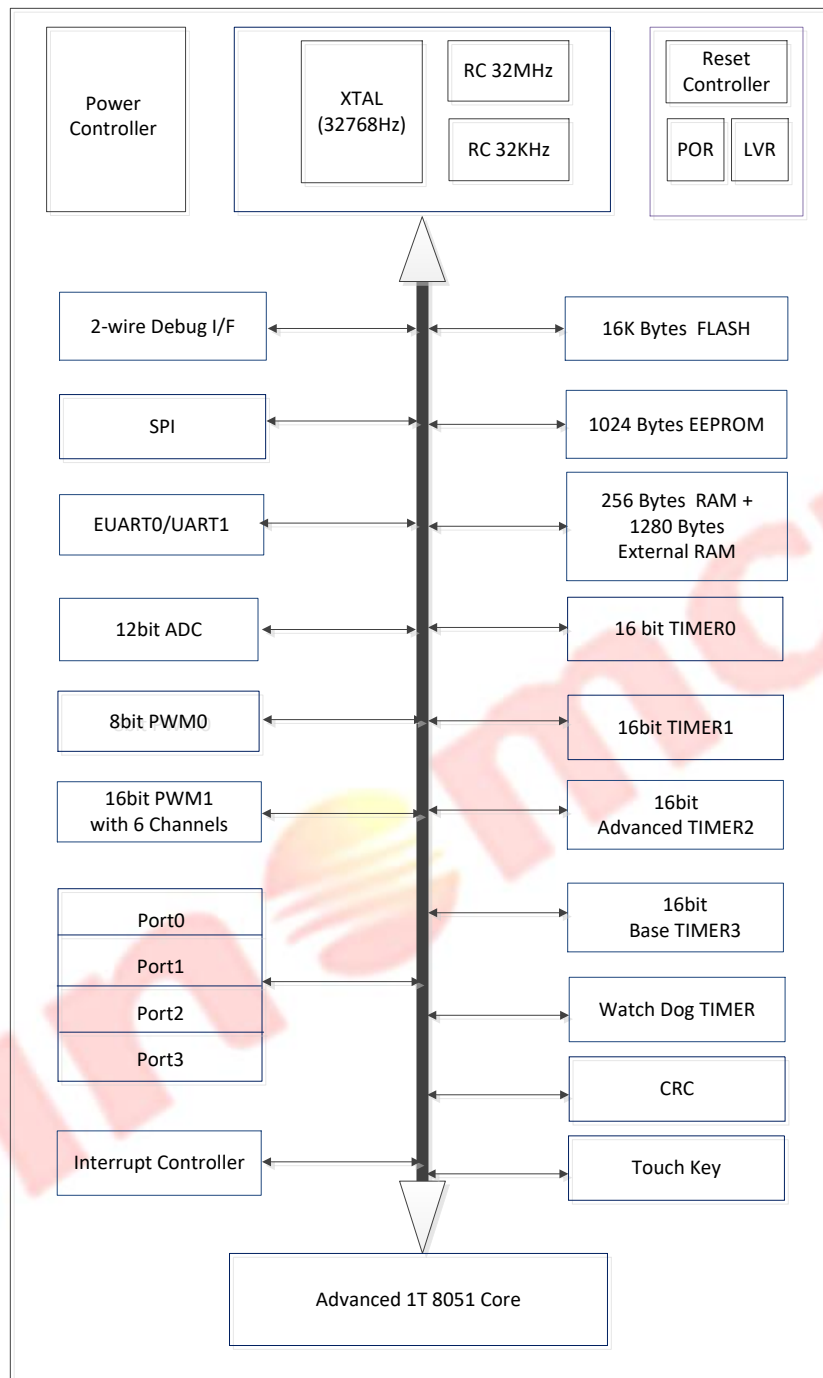 Power
Controller
XTAL
(32768Hz)
RC 32MHz
RC 32KHz
Reset
Controller
POR
LVR
2-wire Debug I/F
16K Bytes FLASH
SPI
1024 Bytes EEPROM
EUART0/UART1
256 Bytes RAM +
1280 Bytes
External RAM
12bit ADC
16 bit TIMER0
8bit PWM0
16bit TIMER1
16bit PWM1
with 6 Channels
16bit
Advanced TIMER2
Port0
Port1
Port2
Port3
16bit
Base TIMER3
Watch Dog TIMER
CRC
Interrupt Controller
Touch Key
Advanced 1T 8051 Core